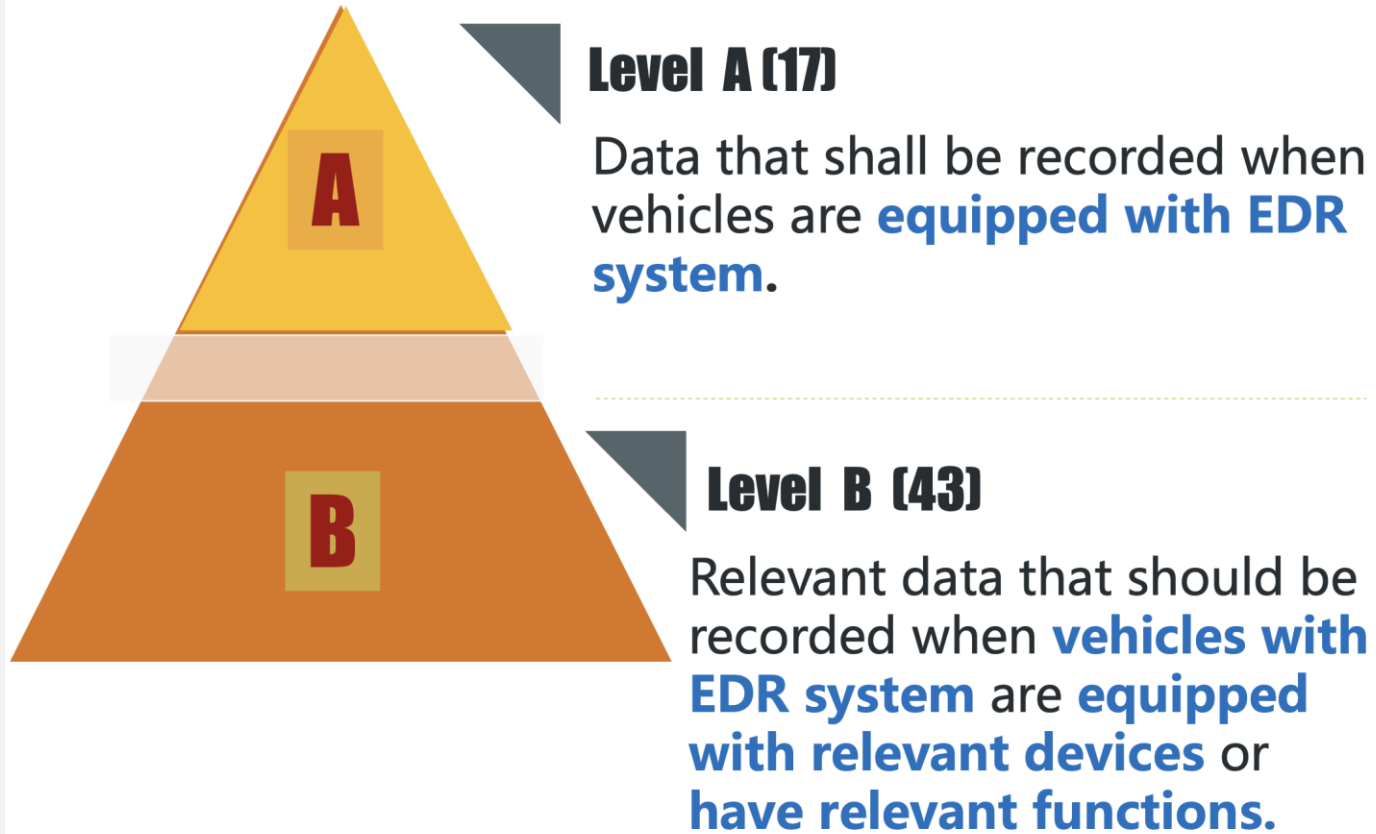 A
Level A (17)
Data that shall be recorded when
vehicles are equipped with EDR
system.
B
Level B (43)
Relevant data that should be
recorded when vehicles with
EDR system are equipped
with relevant devices or
have relevant functions.